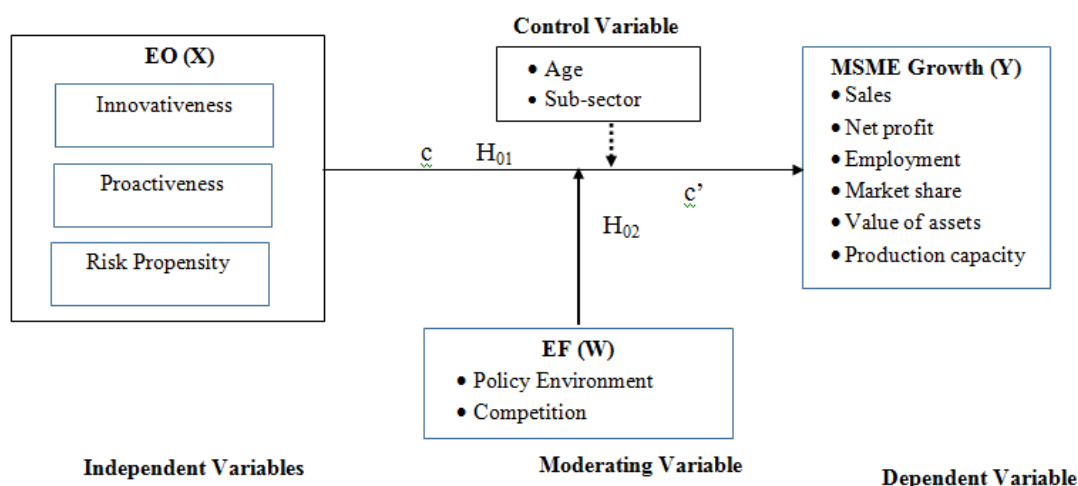 Control Variable
• Age
• Sub-sector
EO (X)
Innovativeness
Proactiveness
Risk Propensity
c H₀₁
c’
H₀₂
MSME Growth (Y)
• Sales
• Net profit
• Employment
• Market share
• Value of assets
• Production capacity
EF (W)
• Policy Environment
• Competition
Independent Variables
Moderating Variable
Dependent Variable